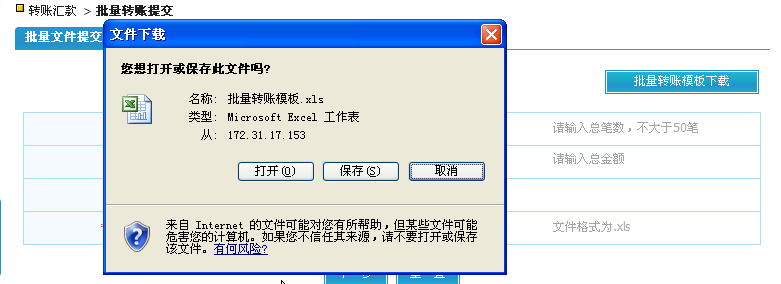 转账汇款 > 批量转账提交
批量文件提交
文件下载
您想打开或保存此文件吗?
名称: 批量转账模板.xls
类型: Microsoft Excel 工作表
从: 172.31.17.153
打开(O) 保存(S) 取消
来自 Internet 的文件可能对您有所帮助,但某些文件可能
危害您的计算机。如果您不信任其来源,请不要打开或保存
该文件。有何风险?
批量转账模板下载
请输入总笔数,不大于50笔
请输入总金额
文件格式为.xls